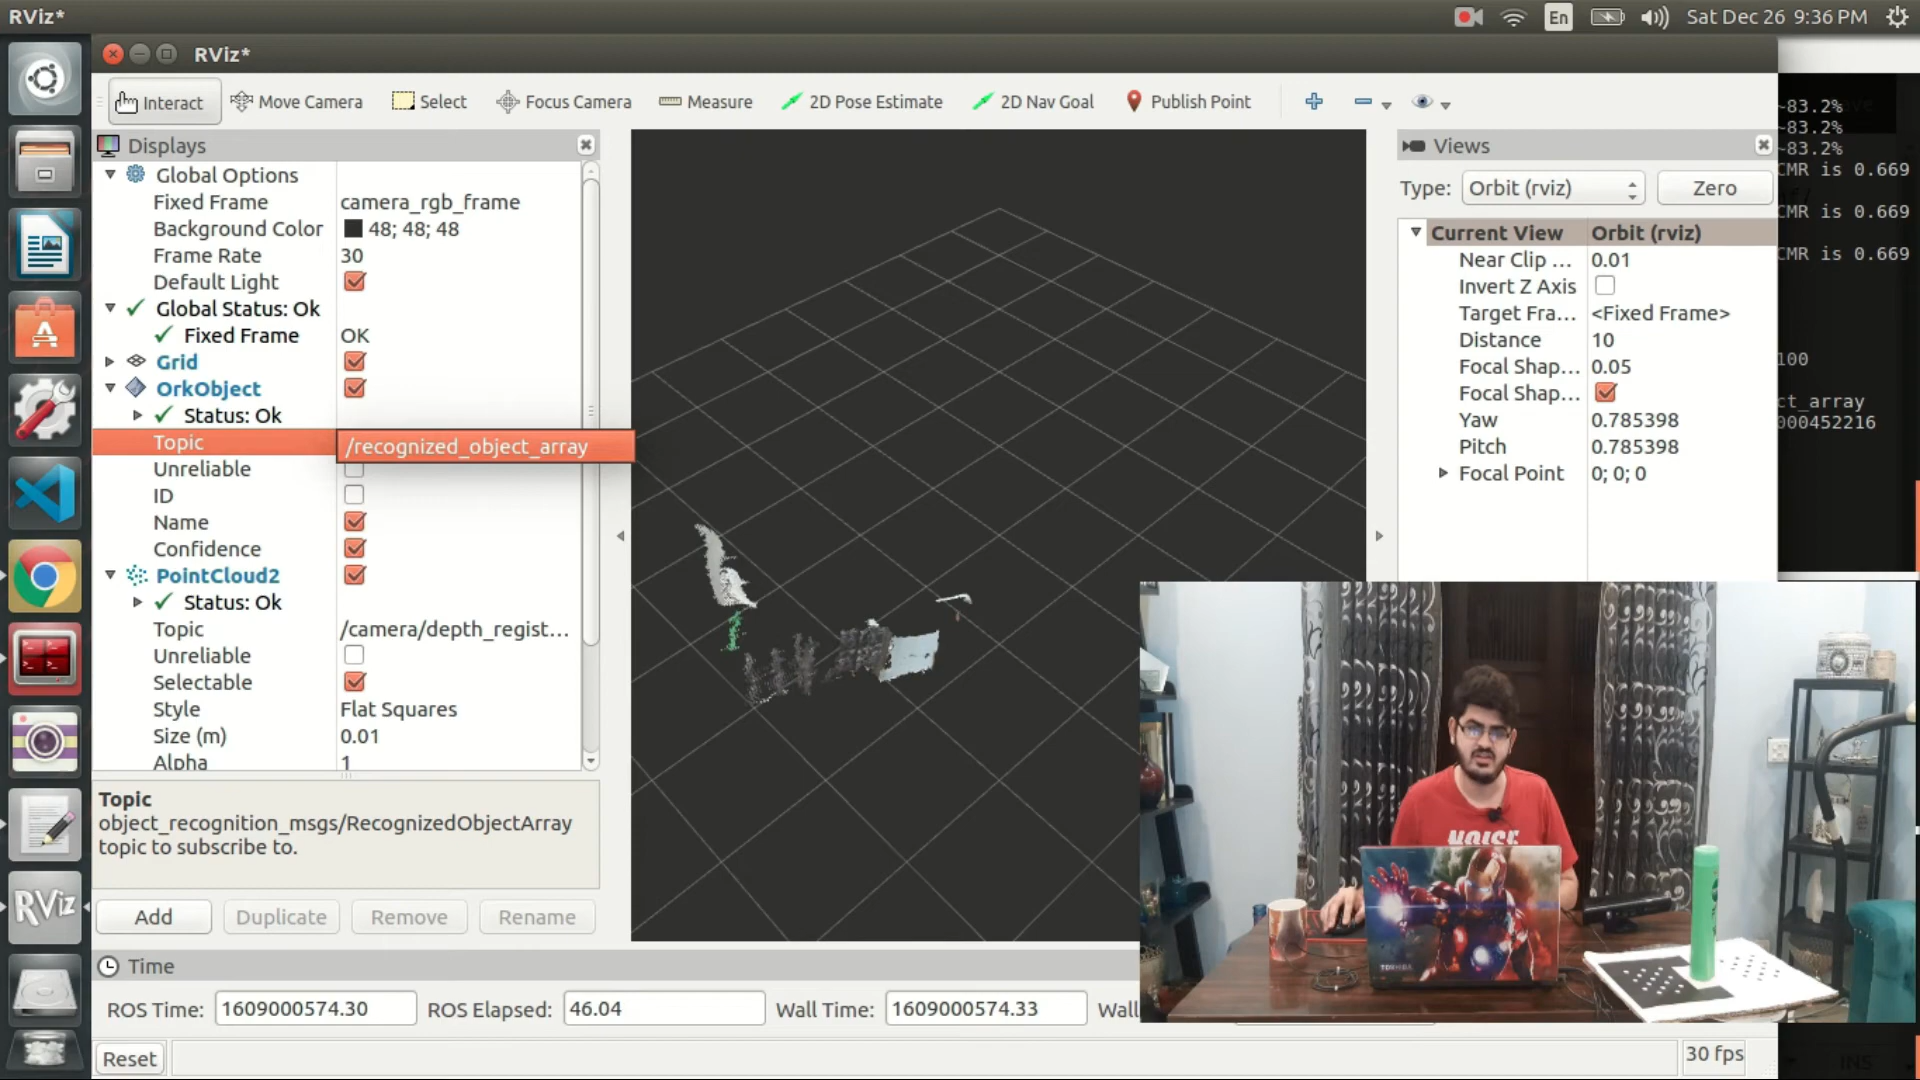 RViz*
En
Sat Dec 26 9:36 PM
RViz*
Interact
Move Camera
Select
Focus Camera
Measure
2D Pose Estimate
2D Nav Goal
Publish Point
Displays
Global Options
Fixed Frame camera_rgb_frame
Background Color 48; 48; 48
Frame Rate 30
Default Light
Global Status: Ok
Fixed Frame OK
Grid
OrkObject
Status: Ok
Topic /recognized_object_array
Unreliable
ID
Name
Confidence
PointCloud2
Status: Ok
Topic /camera/depth_regist...
Unreliable
Selectable
Style Flat Squares
Size (m) 0.01
Alpha 1
Topic
object_recognition_msgs/RecognizedObjectArray
topic to subscribe to.
Add
Duplicate
Remove
Rename
Views
Type: Orbit (rviz) Zero
Current View Orbit (rviz)
Near Clip ... 0.01
Invert Z Axis
Target Fra... <Fixed Frame>
Distance 10
Focal Shap... 0.05
Focal Shap...
Yaw 0.785398
Pitch 0.785398
Focal Point 0; 0; 0
~83.2%
~83.2%
~83.2%
CMR is 0.669
CMR is 0.669
CMR is 0.669
100
ct_array
000452216
NOISE
TOSHIBA
RViz
Time
ROS Time: 1609000574.30
ROS Elapsed: 46.04
Wall Time: 1609000574.33
Wall
Reset
30 fps
INS